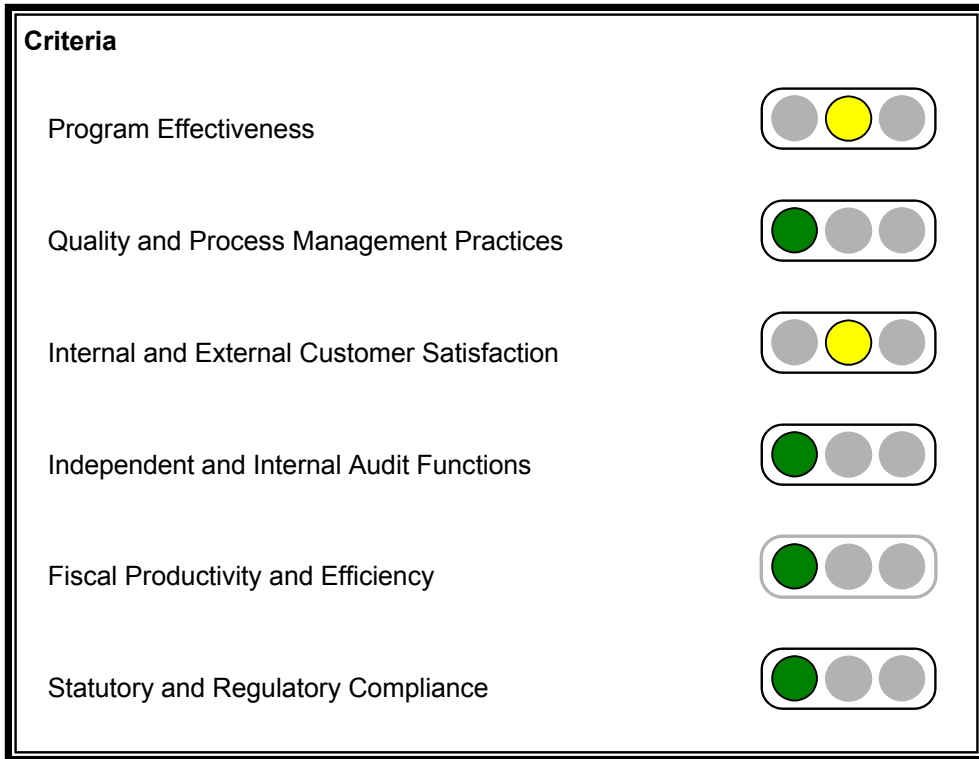 Criteria
Program Effectiveness
Quality and Process Management Practices
Internal and External Customer Satisfaction
Independent and Internal Audit Functions
Fiscal Productivity and Efficiency
Statutory and Regulatory Compliance